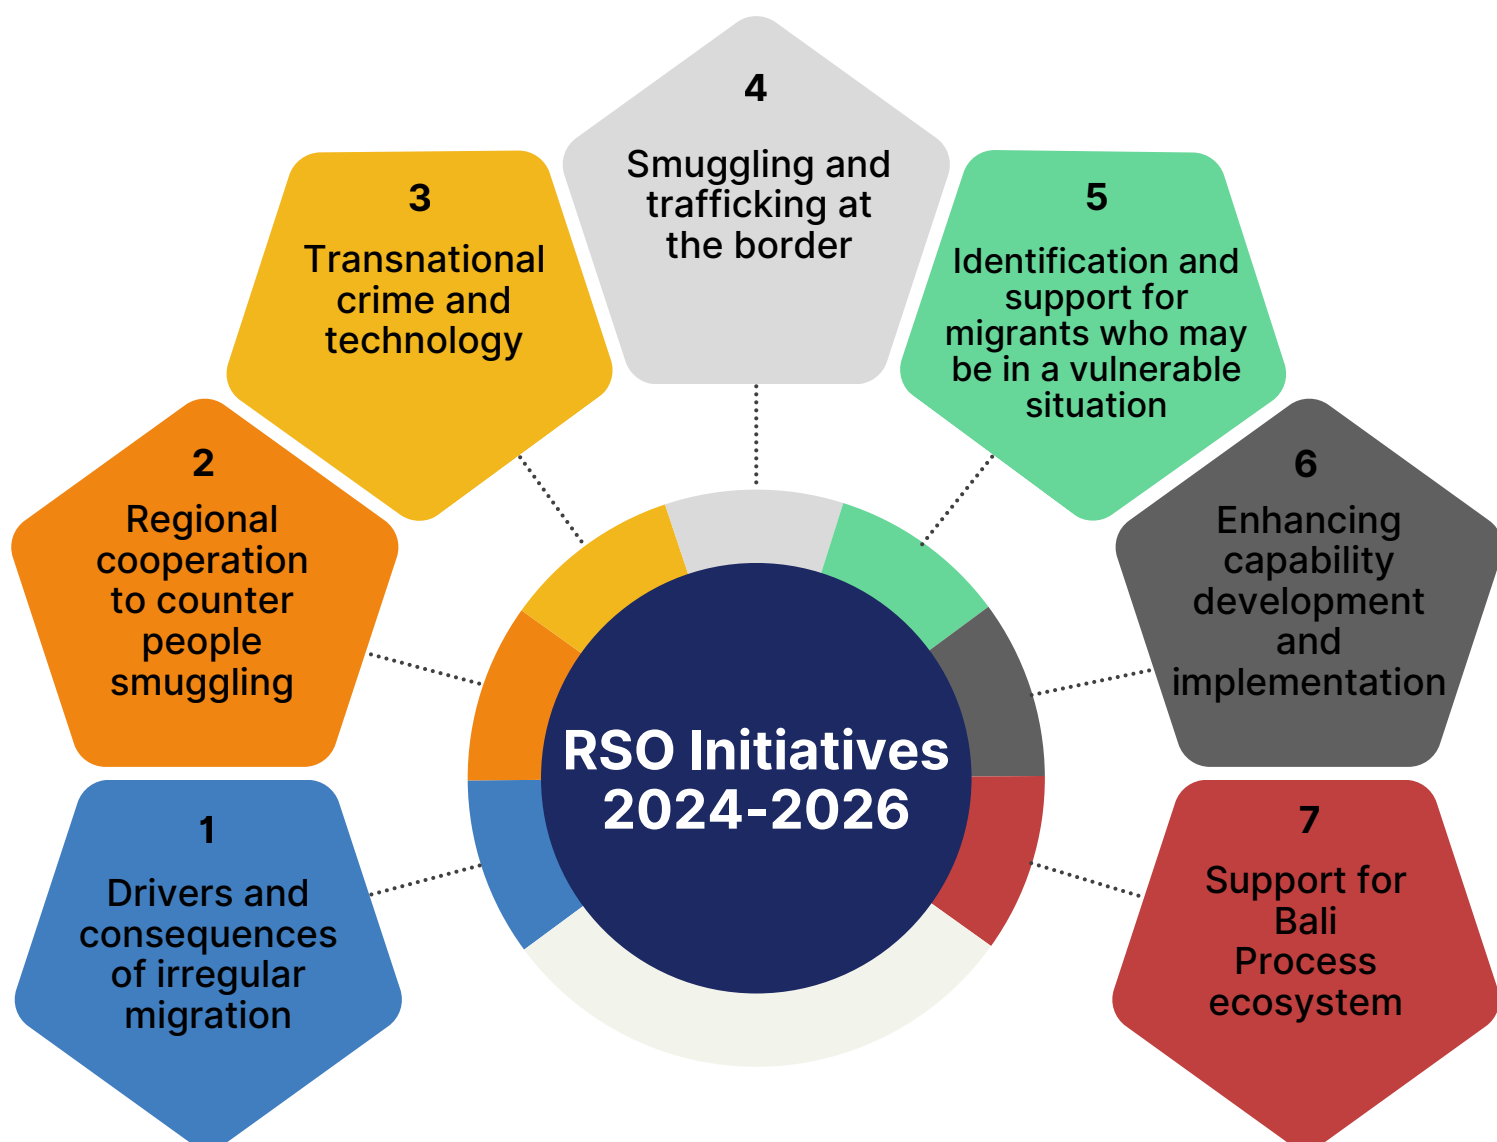 1
Drivers and
consequences
of irregular
migration
2
Regional
cooperation
to counter
people
smuggling
3
Transnational
crime and
technology
4
Smuggling and
trafficking at
the border
5
Identification and
support for
migrants who may
be in a vulnerable
situation
6
Enhancing
capability
development
and
implementation
7
Support for
Bali
Process
ecosystem
RSO Initiatives
2024-2026